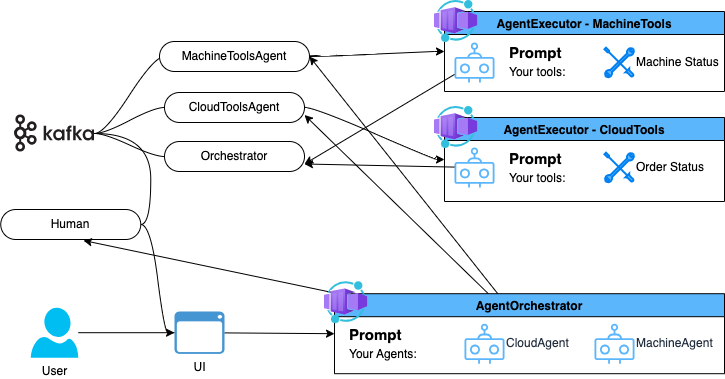 AgentExecutor - MachineTools
MachineToolsAgent
Prompt
Your tools:
Machine Status
CloudToolsAgent
AgentExecutor - CloudTools
kafka
Orchestrator
Prompt
Your tools:
Order Status
Human
AgentOrchestrator
Prompt
Your Agents:
CloudAgent
MachineAgent
User
UI